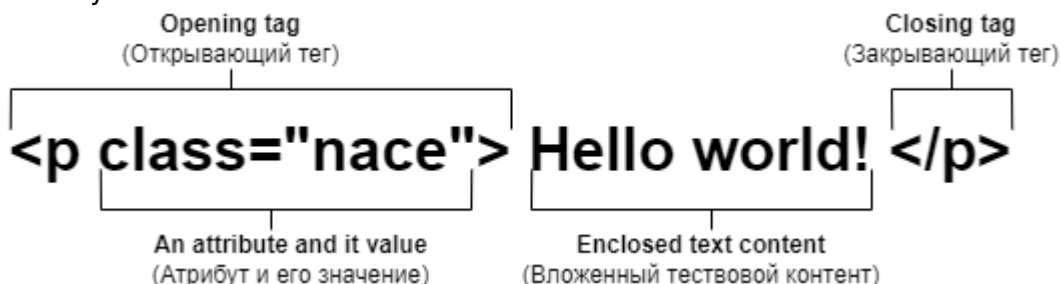 Opening tag
(Открывающий тег)
Closing tag
(Закрывающий тег)
<p class="nace"> Hello world! </p>
An attribute and it value
(Атрибут и его значение)
Enclosed text content
(Вложенный тествовой контент)